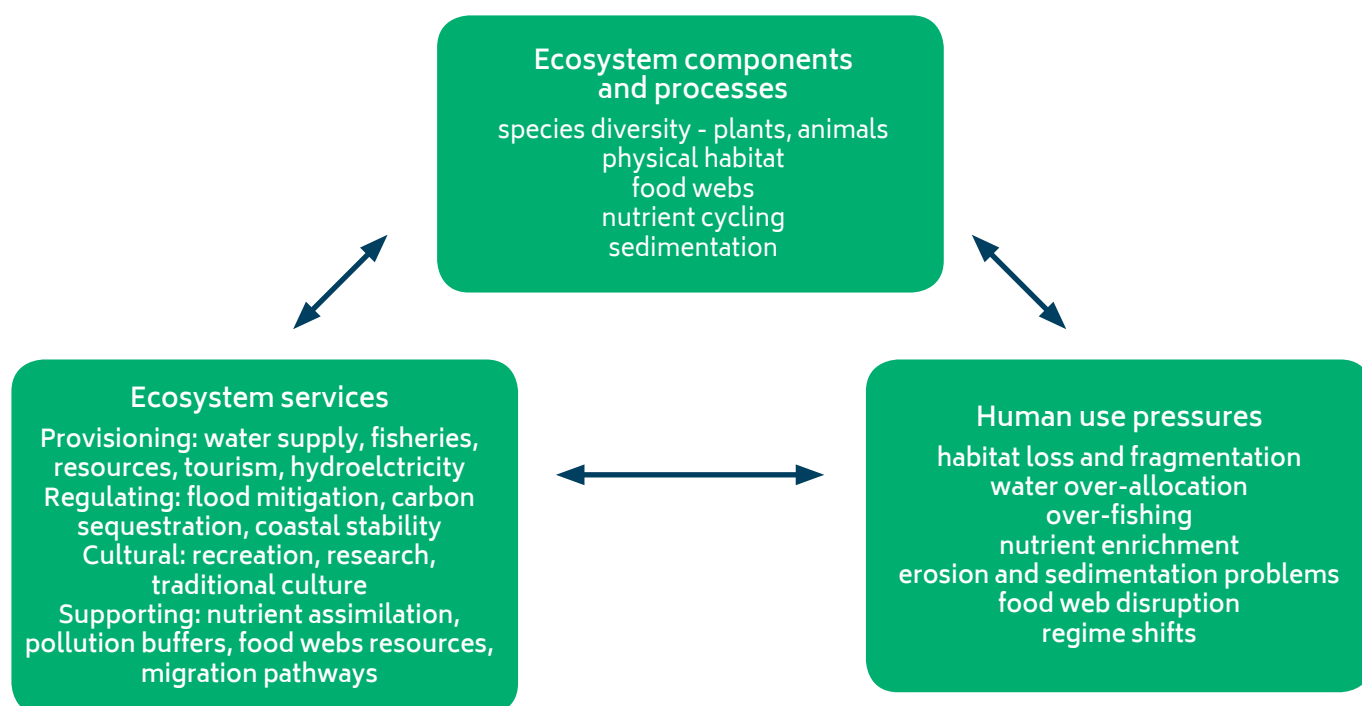 Ecosystem components
and processes
species diversity - plants, animals
physical habitat
food webs
nutrient cycling
sedimentation
Ecosystem services
Provisioning: water supply, fisheries,
resources, tourism, hydroelctricity
Regulating: flood mitigation, carbon
sequestration, coastal stability
Cultural: recreation, research,
traditional culture
Supporting: nutrient assimilation,
pollution buffers, food webs resources,
migration pathways
Human use pressures
habitat loss and fragmentation
water over-allocation
over-fishing
nutrient enrichment
erosion and sedimentation problems
food web disruption
regime shifts